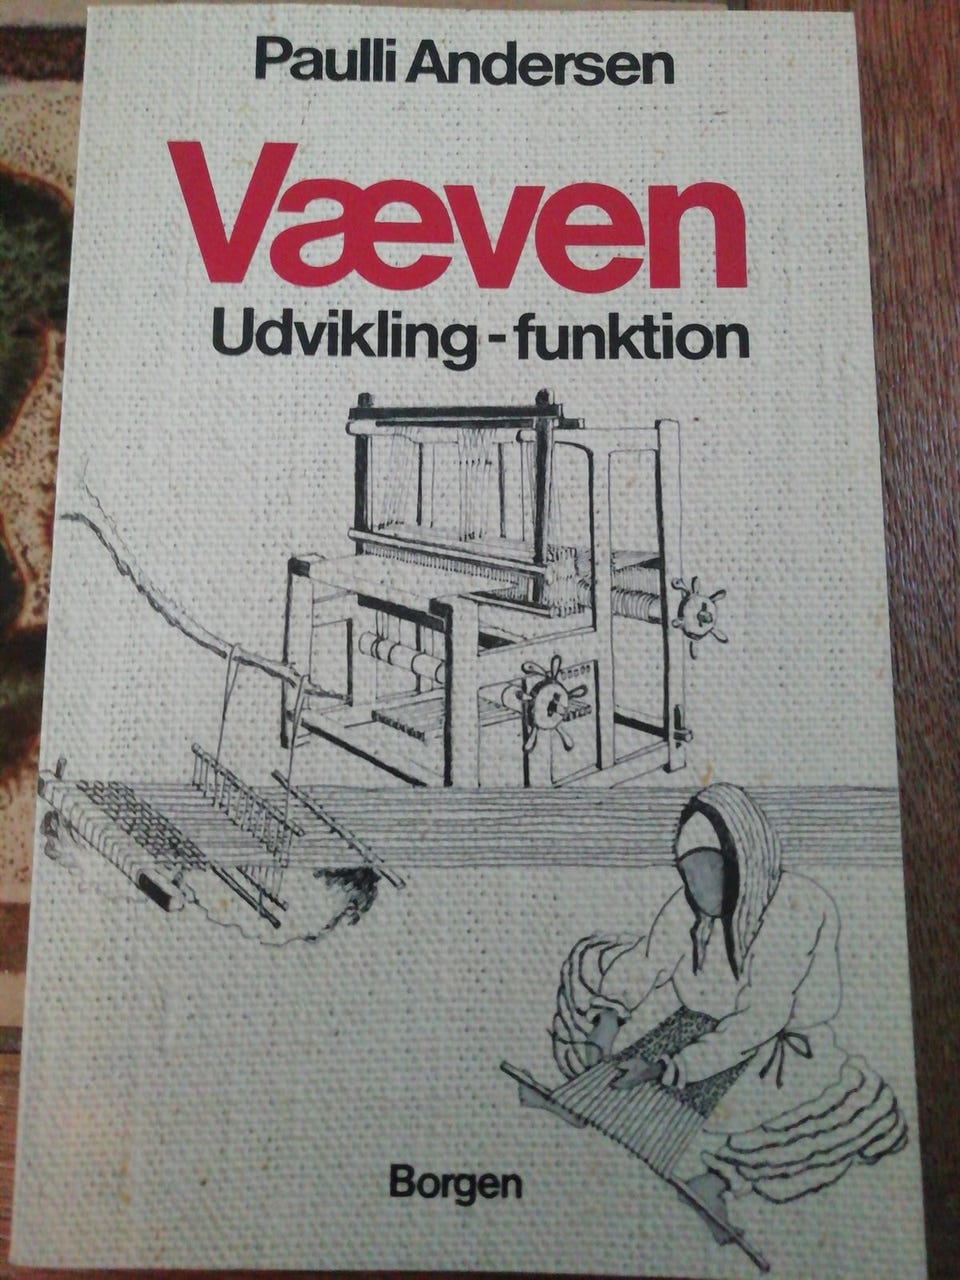 Paulli Andersen
Væven
Udvikling - funktion
Borgen